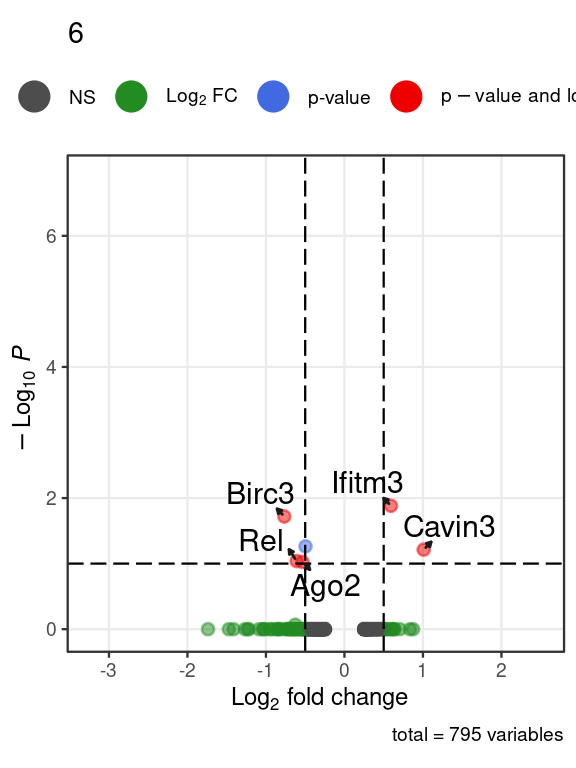 6
NS Log₂ FC p-value p − value and lo
6
4
2
0
− Log₁₀ P
Birc3
Ifitm3
Cavin3
Rel
Ago2
-3 -2 -1 0 1 2
Log₂ fold change
total = 795 variables